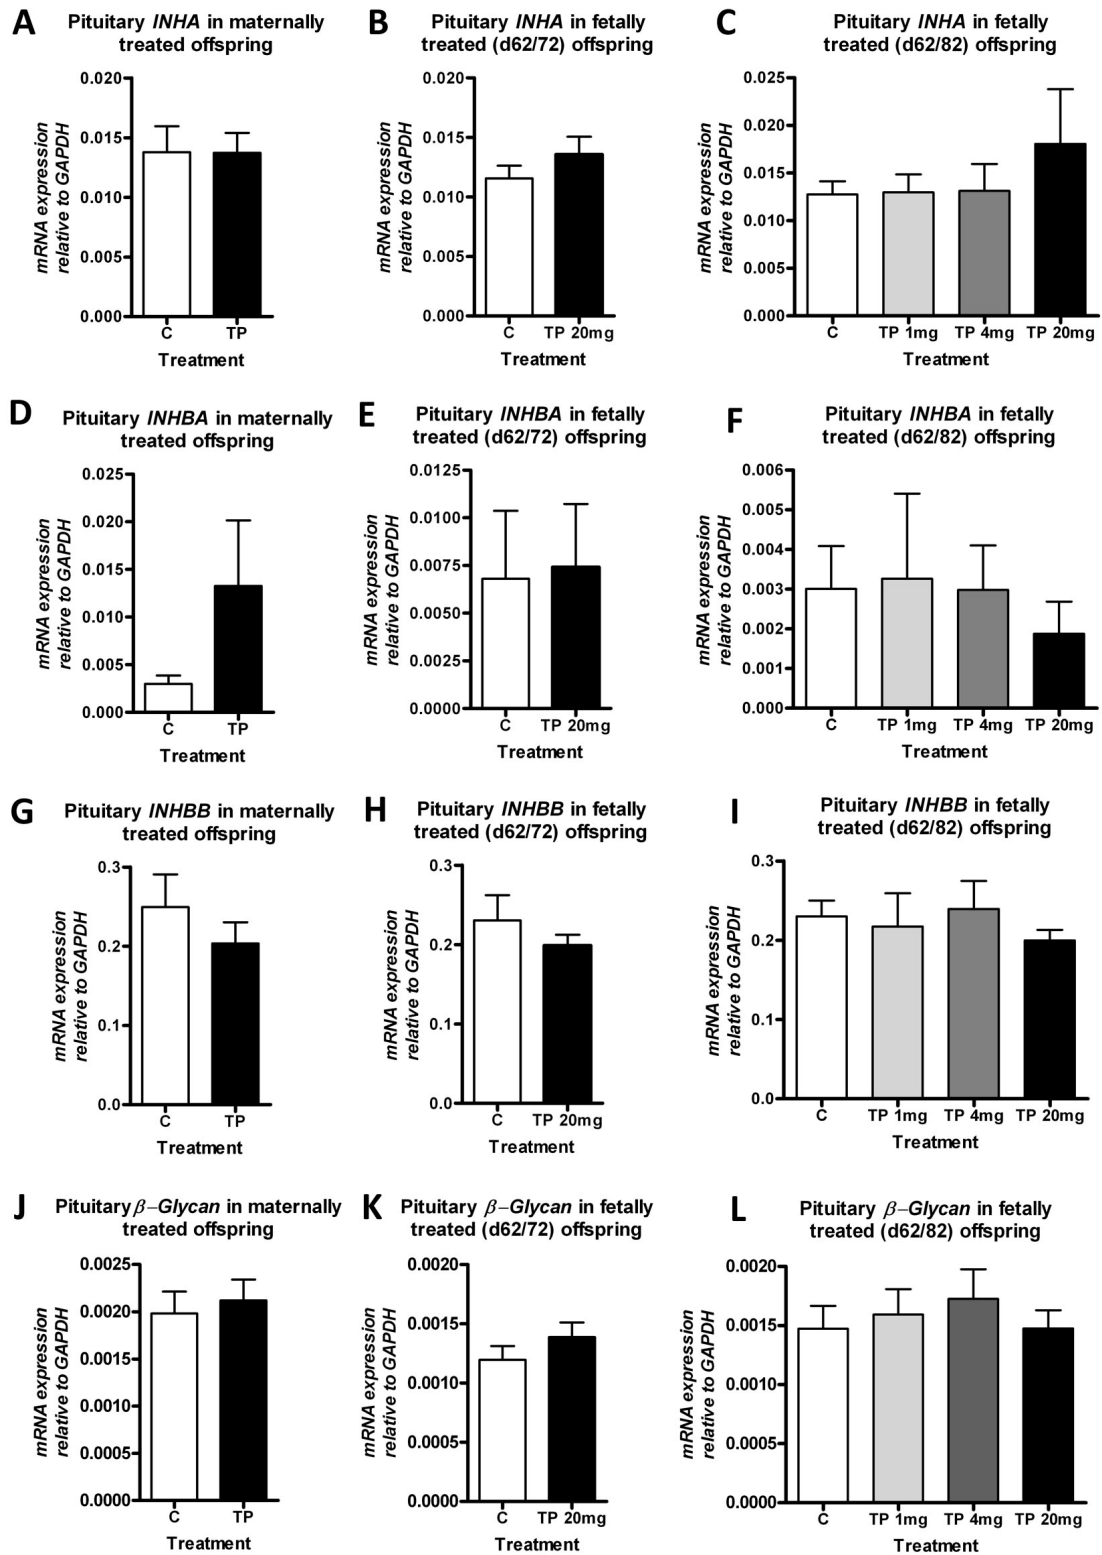 A
Pituitary INHA in maternally
treated offspring
mRNA expression
relative to GAPDH
0.020
0.015
0.010
0.005
0.000
C TP
Treatment
B
Pituitary INHA in fetally
treated (d62/72) offspring
mRNA expression
relative to GAPDH
0.020
0.015
0.010
0.005
0.000
C TP 20mg
Treatment
C
Pituitary INHA in fetally
treated (d62/82) offspring
mRNA expression
relative to GAPDH
0.025
0.020
0.015
0.010
0.005
0.000
C TP 1mg TP 4mg TP 20mg
Treatment
D
Pituitary INHBA in maternally
treated offspring
mRNA expression
relative to GAPDH
0.025
0.020
0.015
0.010
0.005
0.000
C TP
Treatment
E
Pituitary INHBA in fetally
treated (d62/72) offspring
mRNA expression
relative to GAPDH
0.0125
0.0100
0.0075
0.0050
0.0025
0.0000
C TP 20mg
Treatment
F
Pituitary INHBA in fetally
treated (d62/82) offspring
mRNA expression
relative to GAPDH
0.006
0.005
0.004
0.003
0.002
0.001
0.000
C TP 1mg TP 4mg TP 20mg
Treatment
G
Pituitary INHBB in maternally
treated offspring
mRNA expression
relative to GAPDH
0.3
0.2
0.1
0.0
C TP
Treatment
H
Pituitary INHBB in fetally
treated (d62/72) offspring
mRNA expression
relative to GAPDH
0.3
0.2
0.1
0.0
C TP 20mg
Treatment
I
Pituitary INHBB in fetally
treated (d62/82) offspring
mRNA expression
relative to GAPDH
0.3
0.2
0.1
0.0
C TP 1mg TP 4mg TP 20mg
Treatment
J
Pituitary β–Glycan in maternally
treated offspring
mRNA expression
relative to GAPDH
0.0025
0.0020
0.0015
0.0010
0.0005
0.0000
C TP
Treatment
K
Pituitary β–Glycan in fetally
treated (d62/72) offspring
mRNA expression
relative to GAPDH
0.0020
0.0015
0.0010
0.0005
0.0000
C TP 20mg
Treatment
L
Pituitary β–Glycan in fetally
treated (d62/82) offspring
mRNA expression
relative to GAPDH
0.0020
0.0015
0.0010
0.0005
0.0000
C TP 1mg TP 4mg TP 20mg
Treatment